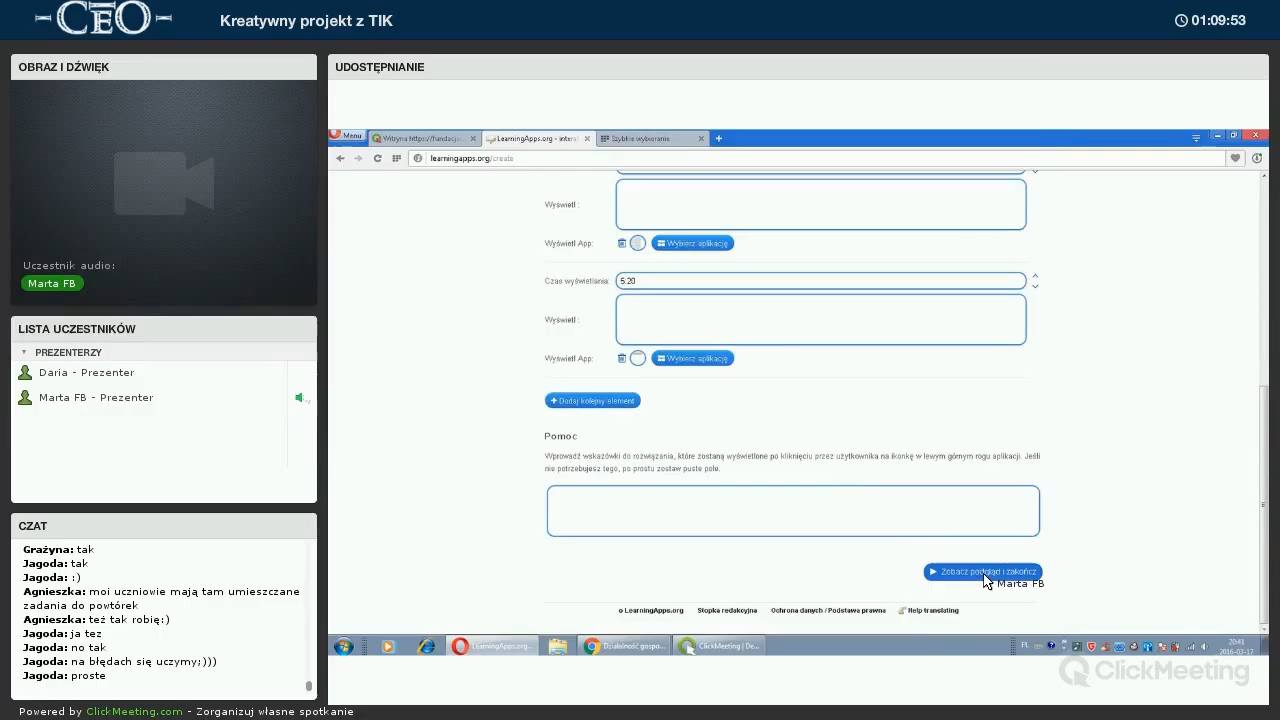 CEO
Kreatywny projekt z TIK
01:09:53
OBRAZ I DŹWIĘK
Uczestnik audio:
Marta FB
LISTA UCZESTNIKÓW
PREZENTERZY
Daria - Prezenter
Marta FB - Prezenter
CZAT
Grażyna: tak
Jagoda: tak
Jagoda: :)
Agnieszka: moi uczniowie mają tam umieszczane
zadania do powtórek
Agnieszka: też tak robię:)
Jagoda: ja tez
Jagoda: no tak
Jagoda: na błędach się uczymy;)))
Jagoda: proste
UDOSTĘPNIANIE
Menu
Witryna https://fundacja
LearningApps.org - intera
Szybkie wybieranie
learningapps.org/create
Wyświetl :
Wyświetl App:
Wybierz aplikację
Czas wyświetlania:
5:20
Wyświetl :
Wyświetl App:
Wybierz aplikację
Dodaj kolejny element
Pomoc
Wprowadź wskazówki do rozwiązania, które zostaną wyświetlone po kliknięciu przez użytkownika na ikonkę w lewym górnym rogu aplikacji. Jeśli
nie potrzebujesz tego, po prostu zostaw puste pole.
Zobacz podgląd i zakończ
Marta FB
o LearningApps.org
Stopka redakcyjna
Ochrona danych / Podstawa prawna
Help translating
LearningApps.org...
Działalność gospo...
ClickMeeting | De...
PL
20:41
2016-03-17
ClickMeeting
Powered by ClickMeeting.com - Zorganizuj własne spotkanie